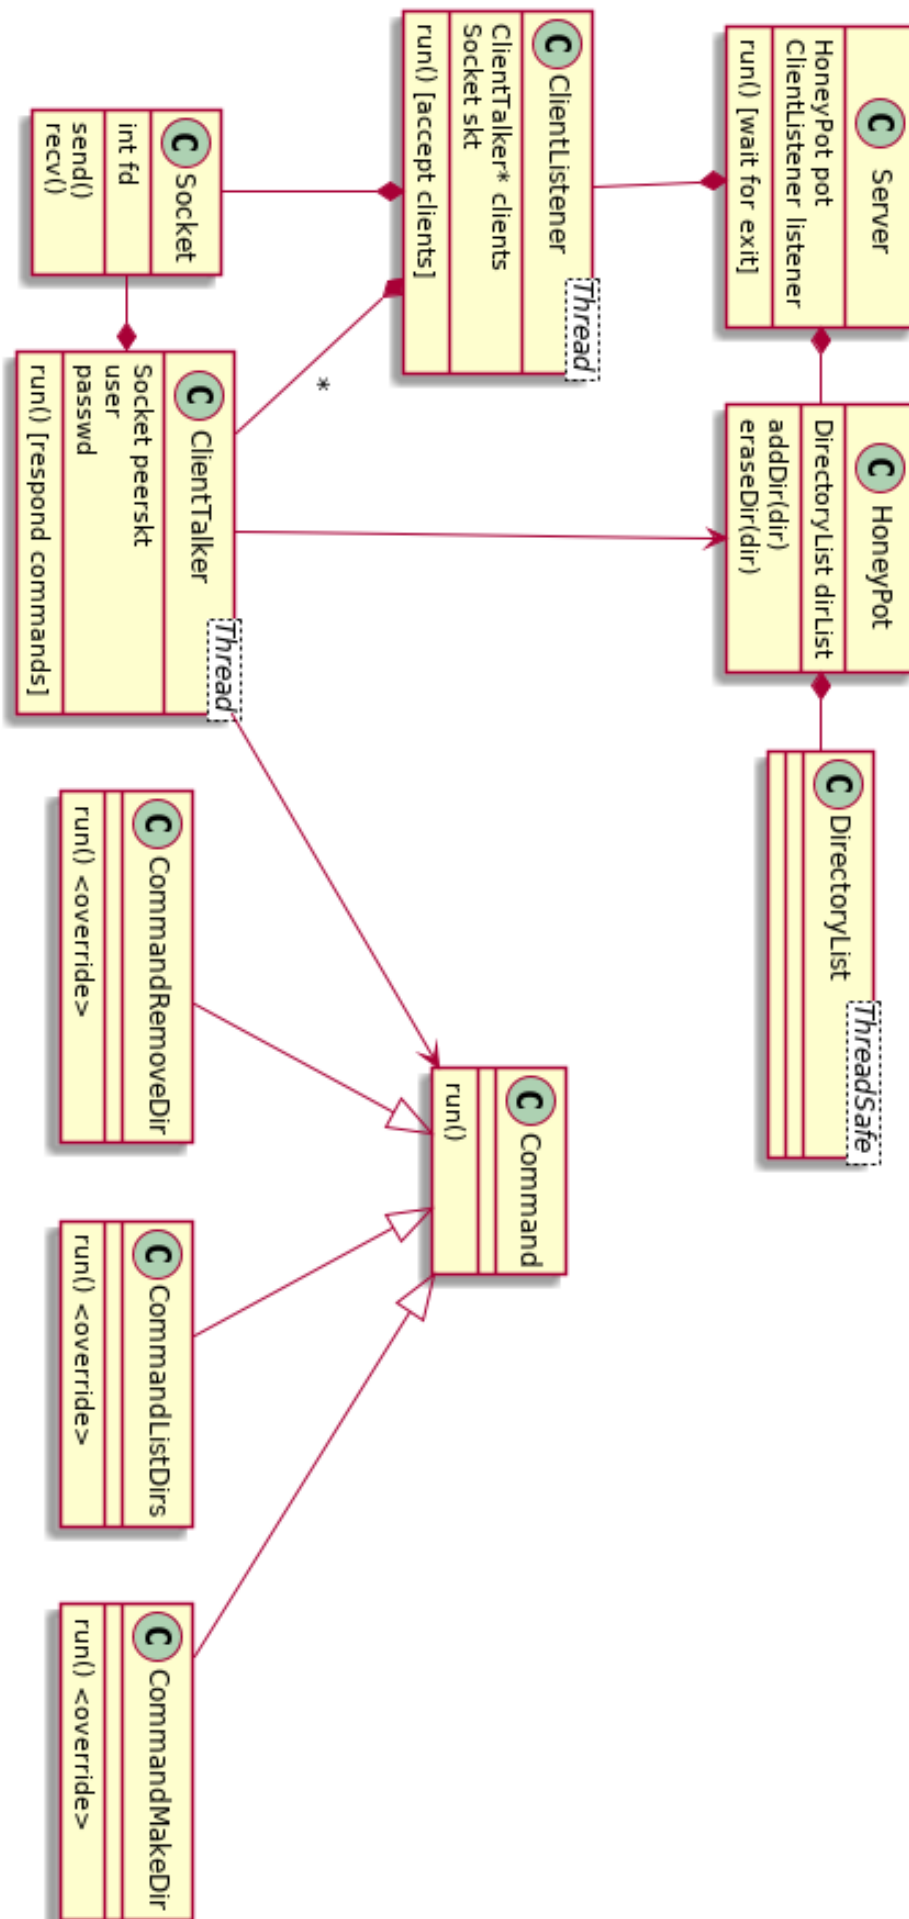 C Server
HoneyPot pot
ClientListener listener
run() [wait for exit]
C HoneyPot
DirectoryList dirList
addDir(dir)
eraseDir(dir)
C DirectoryList
ThreadSafe
C ClientListener
Thread
ClientTalker* clients
Socket skt
run() [accept clients]
*
C Command
run()
C Socket
int fd
send()
recv()
C ClientTalker
Thread
Socket peerskt
user
passwd
run() [respond commands]
C CommandRemoveDir
run() <override>
C CommandListDirs
run() <override>
C CommandMakeDir
run() <override>